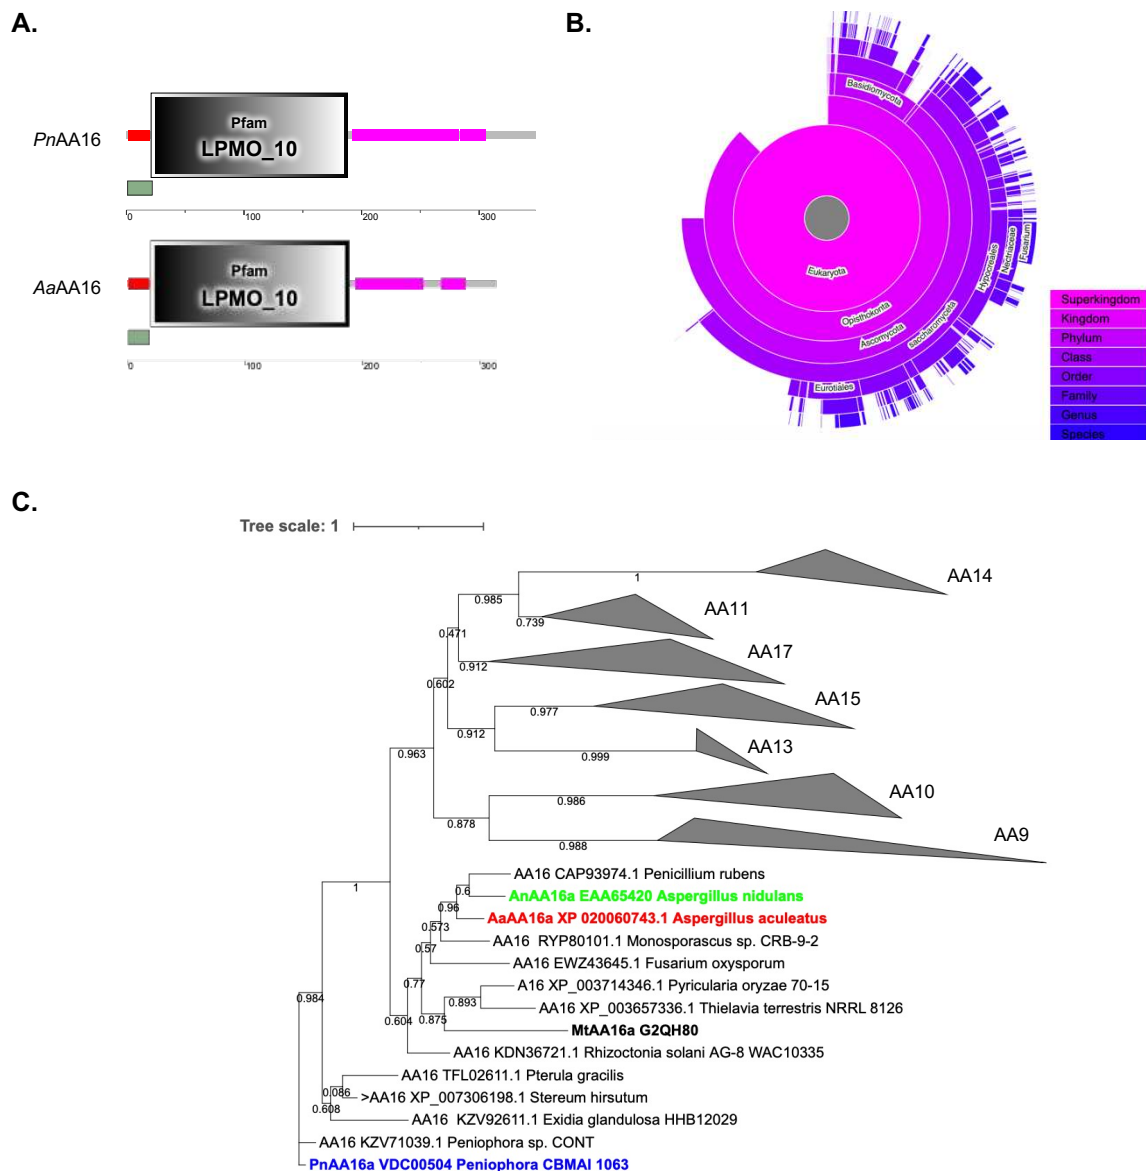 A.
PnAA16
Pfam
LPMO_10
0 100 200 300
AaAA16
Pfam
LPMO_10
0 100 200 300
B.
Basidiomycota
Eukaryota
Opisthokonta
Ascomycota
saccharomyceta
Hypocreales
Nectriaceae
Fusarium
Eurotiales
Superkingdom
Kingdom
Phylum
Class
Order
Family
Genus
Species
C.
Tree scale: 1
1
AA14
0.985
0.739
AA11
0.471
0.912
AA17
0.602
0.977
AA15
0.912
0.999
AA13
0.963
0.986
AA10
0.878
0.988
AA9
1
AA16 CAP93974.1 Penicillium rubens
0.6
AnAA16a EAA65420 Aspergillus nidulans
0.96
AaAA16a XP_020060743.1 Aspergillus aculeatus
0.573
AA16 RYP80101.1 Monosporascus sp. CRB-9-2
0.57
AA16 EWZ43645.1 Fusarium oxysporum
0.77
A16 XP_003714346.1 Pyricularia oryzae 70-15
0.893
AA16 XP_003657336.1 Thielavia terrestris NRRL 8126
0.984
0.604
0.875
MtAA16a G2QH80
AA16 KDN36721.1 Rhizoctonia solani AG-8 WAC10335
AA16 TFL02611.1 Pterula gracilis
0.086
>AA16 XP_007306198.1 Stereum hirsutum
0.608
AA16 KZV92611.1 Exidia glandulosa HHB12029
AA16 KZV71039.1 Peniophora sp. CONT
PnAA16a VDC00504 Peniophora CBMAI 1063